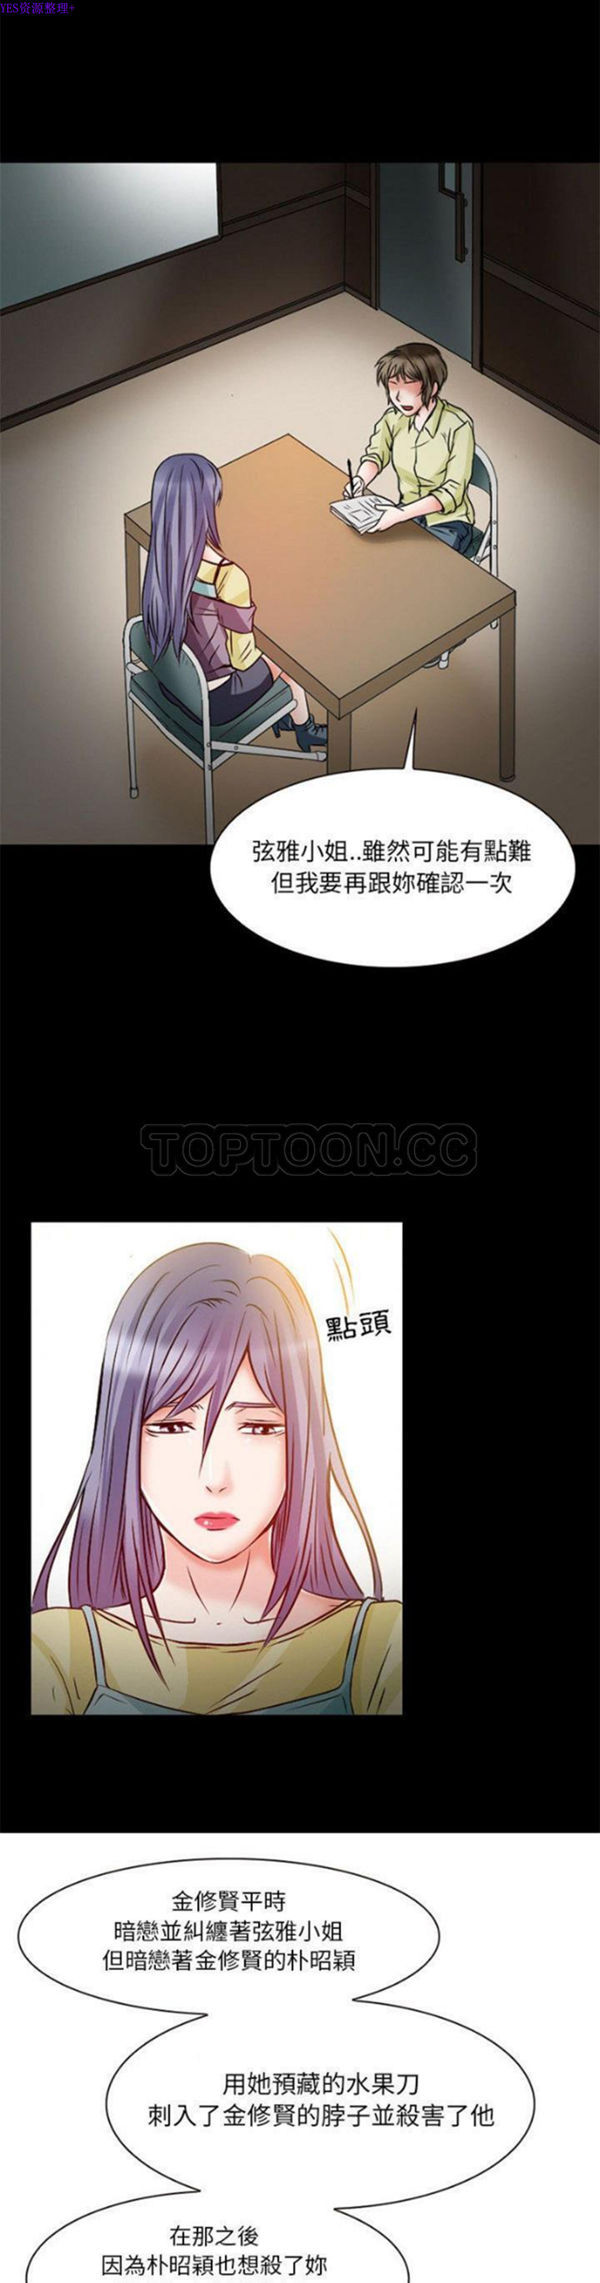 YES资源整理+
弦雅小姐..雖然可能有點難
但我要再跟妳確認一次
TOPTOON.CC
點頭
金修賢平時
暗戀並糾纏著弦雅小姐
但暗戀著金修賢的朴昭穎
用她預藏的水果刀
刺入了金修賢的脖子並殺害了他
在那之後
因為朴昭穎也想殺了妳